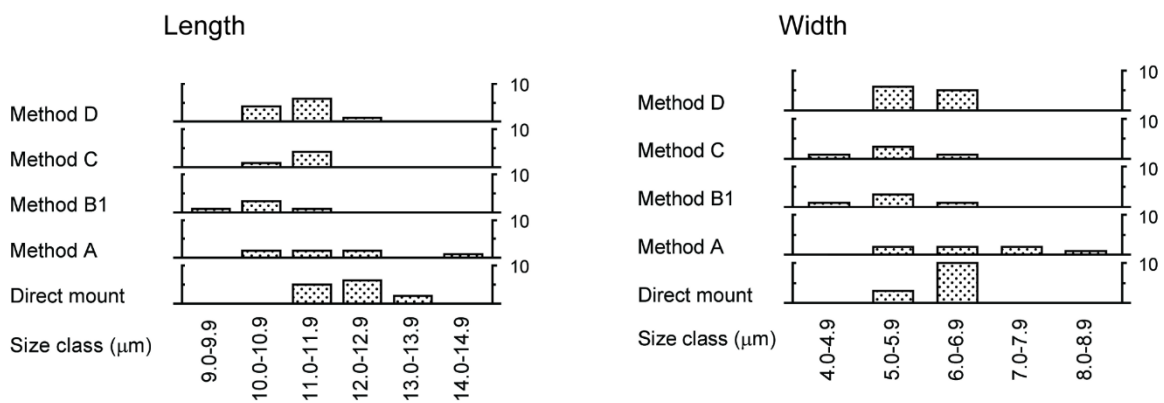 Length
10
Method D
10
Method C
10
Method B1
10
Method A
10
Direct mount
Size class (μm)
9.0-9.9
10.0-10.9
11.0-11.9
12.0-12.9
13.0-13.9
14.0-14.9
Width
10
Method D
10
Method C
10
Method B1
10
Method A
10
Direct mount
Size class (μm)
4.0-4.9
5.0-5.9
6.0-6.9
7.0-7.9
8.0-8.9